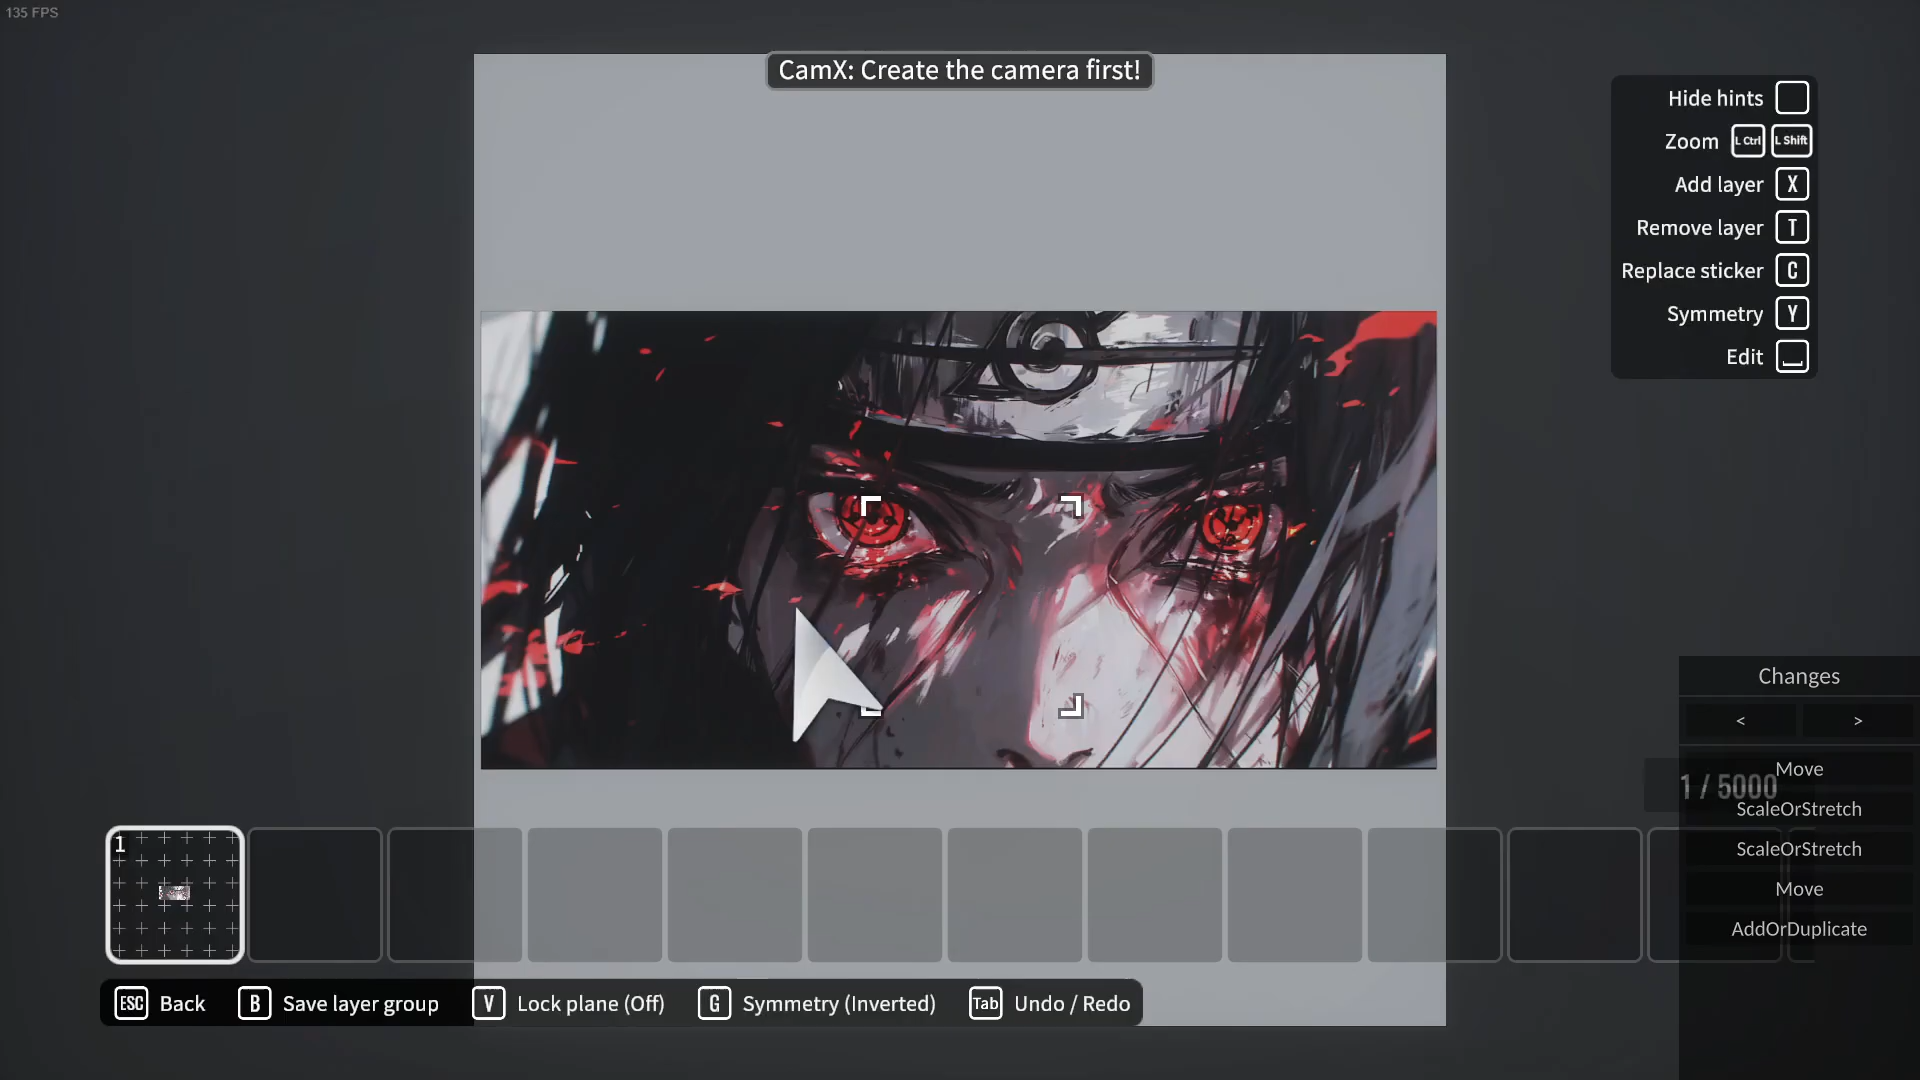 135 FPS
CamX: Create the camera first!
Hide hints
Zoom L Ctrl L Shift
Add layer X
Remove layer T
Replace sticker C
Symmetry Y
Edit
Changes
< >
Move
1 / 5000
ScaleOrStretch
ScaleOrStretch
Move
AddOrDuplicate
1
ESC Back B Save layer group V Lock plane (Off) G Symmetry (Inverted) Tab Undo / Redo